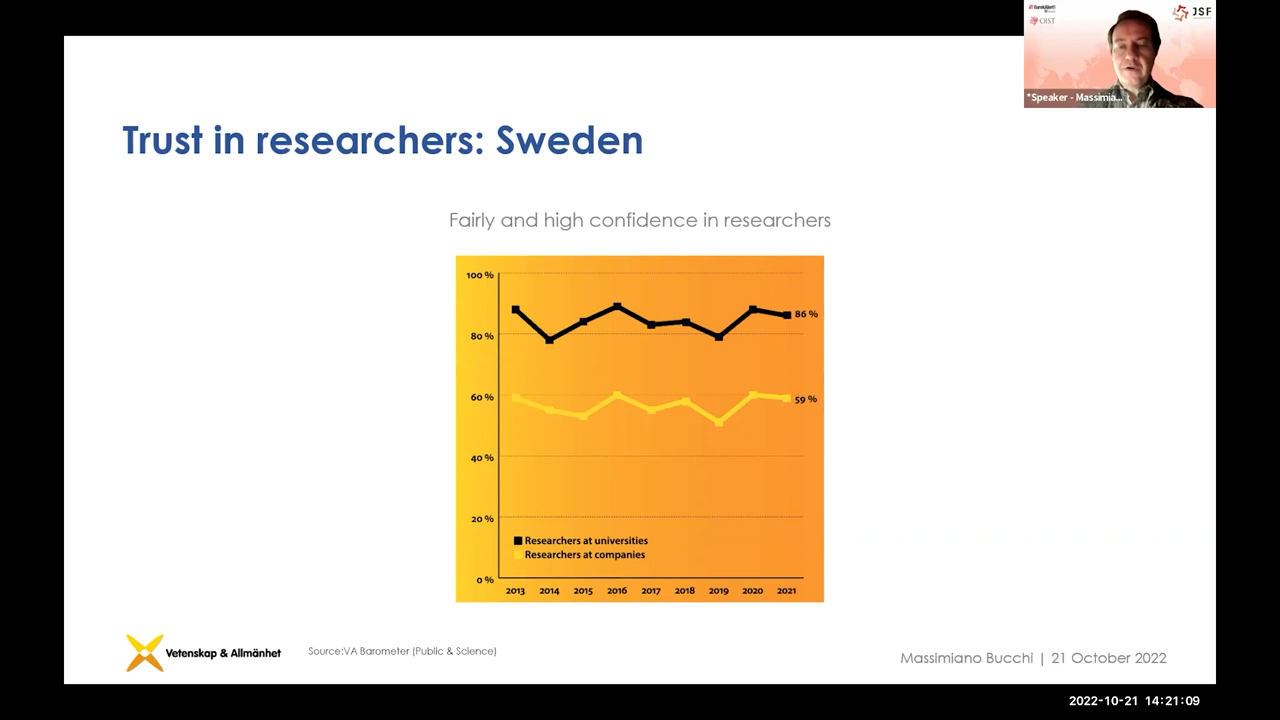 EurekAlert!
OIST
JSF
*Speaker - Massimia...
Trust in researchers: Sweden
Fairly and high confidence in researchers
100 %
80 %
60 %
40 %
20 %
0 %
86 %
59 %
Researchers at universities
Researchers at companies
2013 2014 2015 2016 2017 2018 2019 2020 2021
Vetenskap & Allmänhet
Source:VA Barometer (Public & Science)
Massimiano Bucchi | 21 October 2022
2022-10-21 14:21:09